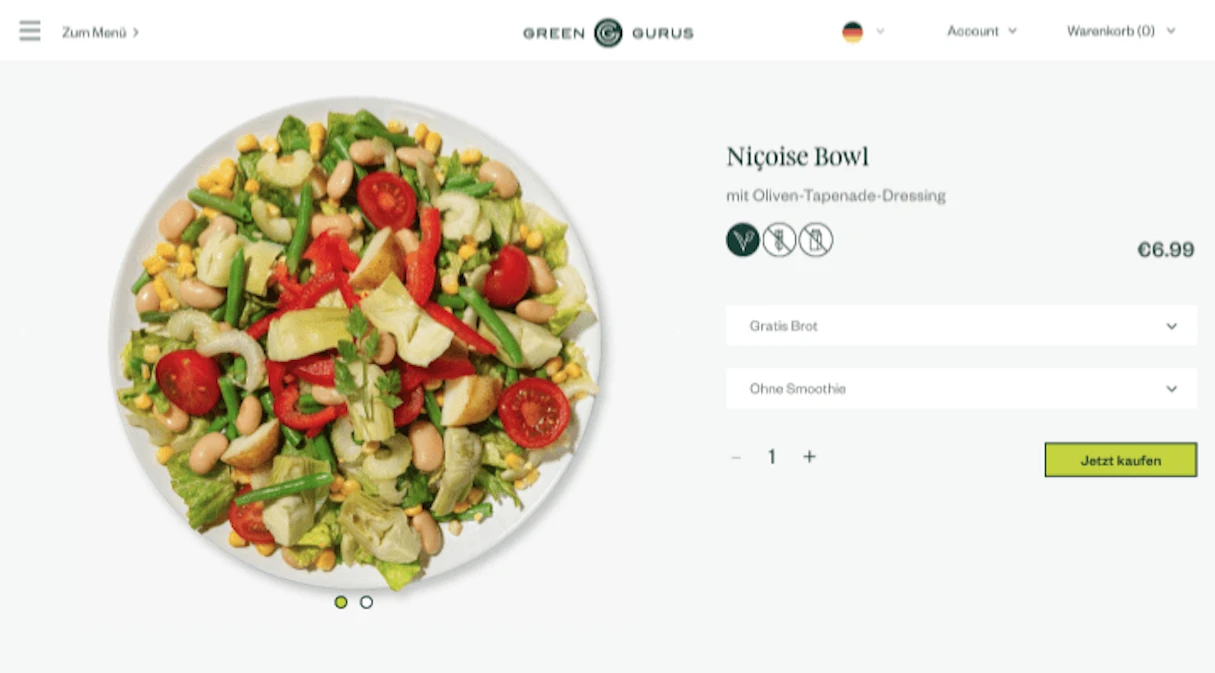 Zum Menü
GREEN G GURUS
Account
Warenkorb (0)
Niçoise Bowl
mit Oliven-Tapenade-Dressing
€6.99
Gratis Brot
Ohne Smoothie
− 1 +
Jetzt kaufen